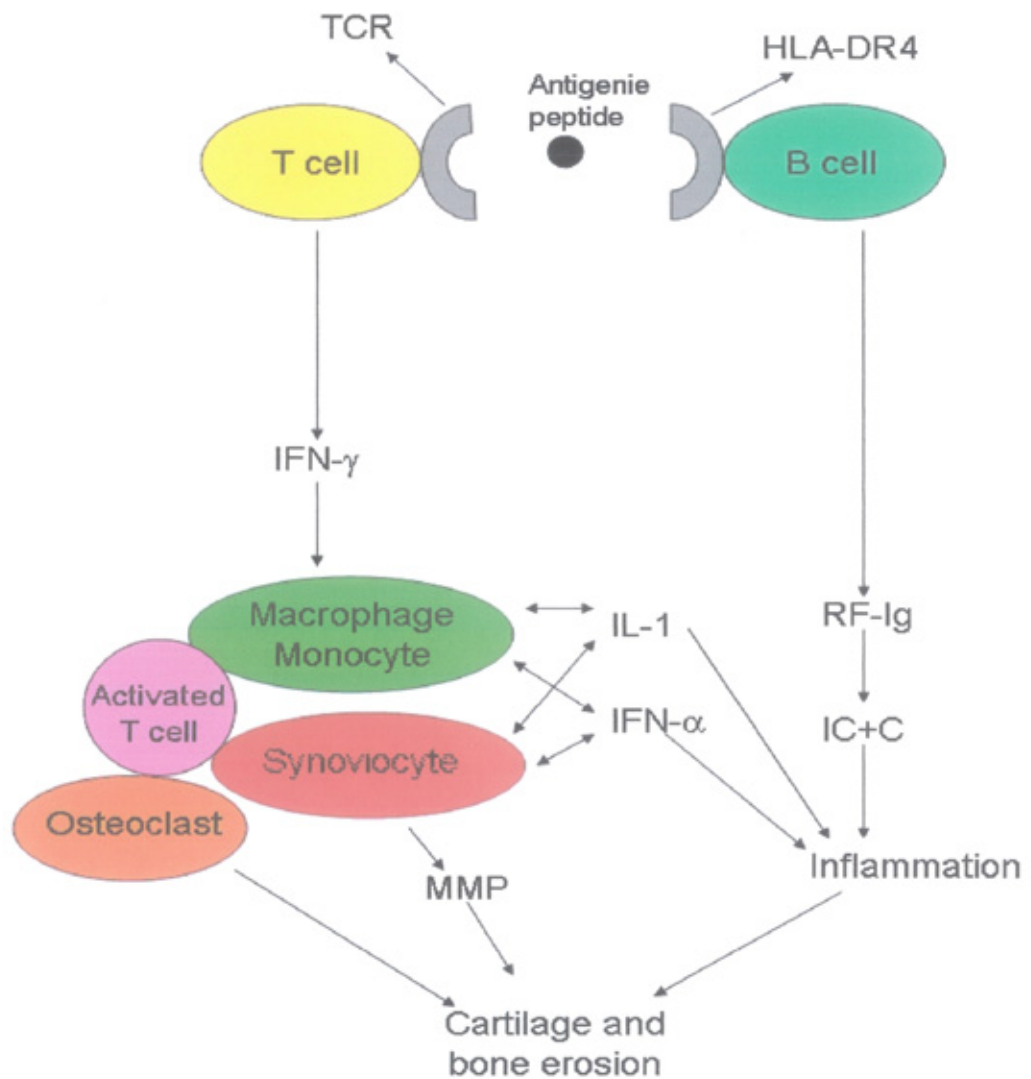 TCR
HLA-DR4
Antigenie
peptide
T cell
B cell
IFN-γ
Macrophage
Monocyte
IL-1
RF-Ig
Activated
T cell
IFN-α
IC+C
Synoviocyte
Osteoclast
Inflammation
MMP
Cartilage and
bone erosion